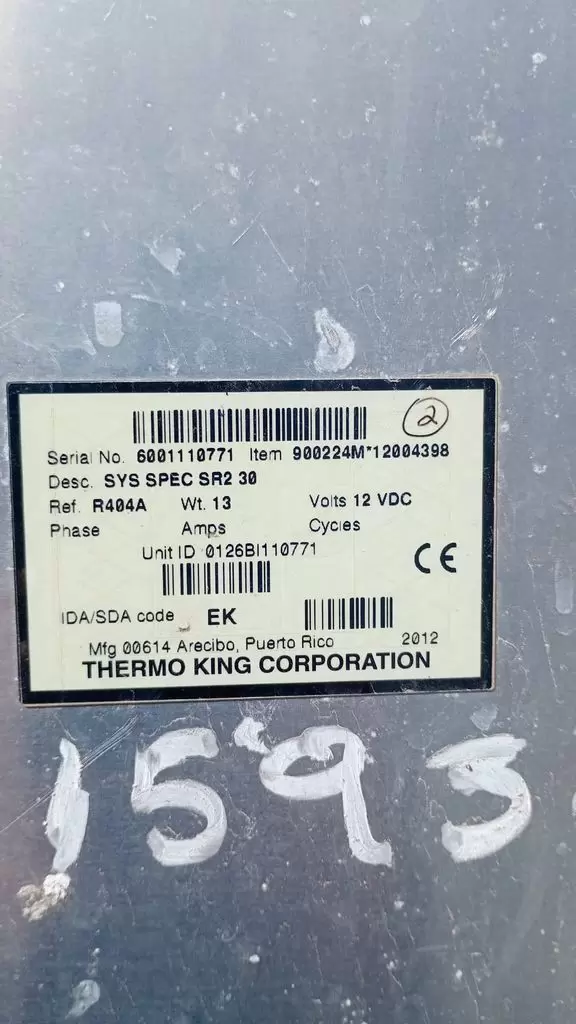 2
Serial No. 6001110771 Item 900224M*12004398
Desc. SYS SPEC SR2 30
Ref. R404A Wt. 13 Volts 12 VDC
Phase Amps Cycles
Unit ID 0126BI110771
CE
IDA/SDA code EK
Mfg 00614 Arecibo, Puerto Rico 2012
THERMO KING CORPORATION
1593